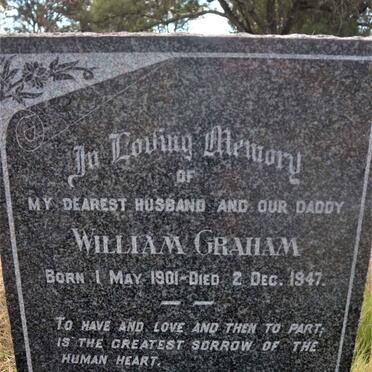 In Loving Memory
OF
MY DEAREST HUSBAND AND OUR DADDY
WILLIAM GRAHAM
BORN 1 MAY 1901-DIED 2 DEC. 1947.
TO HAVE AND LOVE AND THEN TO PART;
IS THE GREATEST SORROW OF THE
HUMAN HEART.